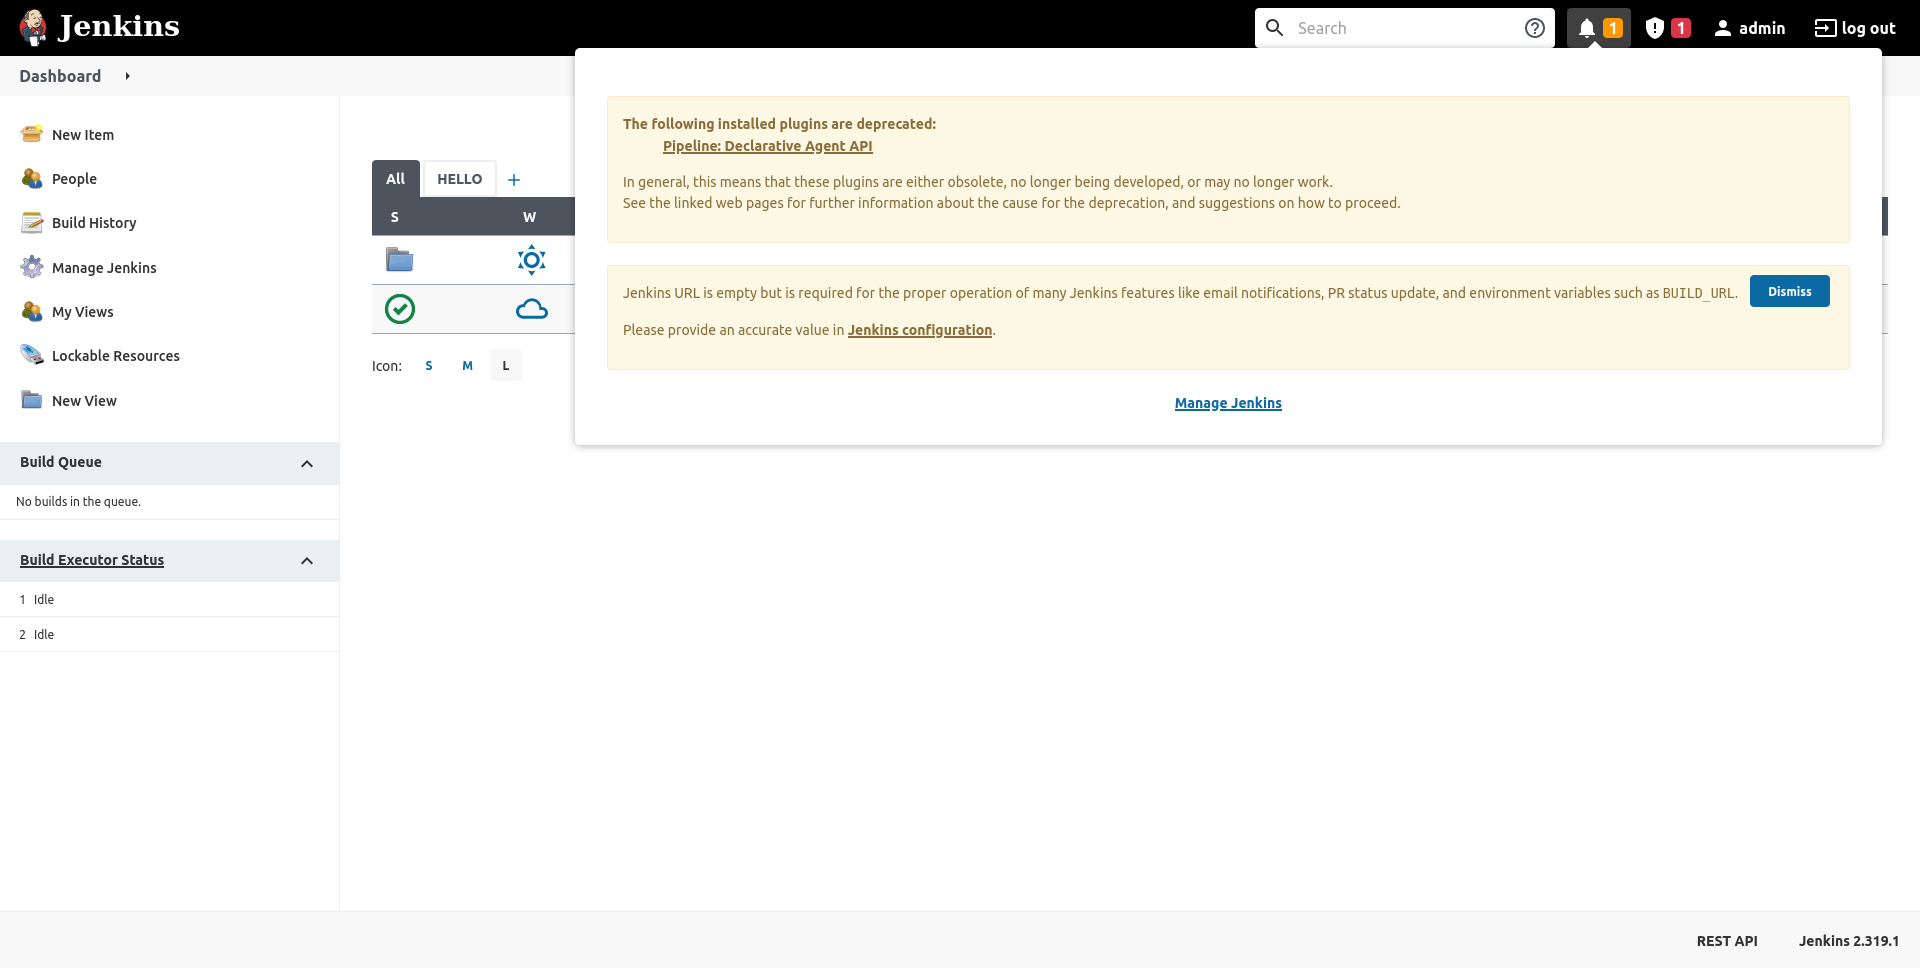 Jenkins
Search
1
1
admin
log out
Dashboard
New Item
People
Build History
Manage Jenkins
My Views
Lockable Resources
New View
Build Queue
No builds in the queue.
Build Executor Status
1 Idle
2 Idle
All
HELLO
+
S W
Icon: S M L
The following installed plugins are deprecated:
Pipeline: Declarative Agent API
In general, this means that these plugins are either obsolete, no longer being developed, or may no longer work.
See the linked web pages for further information about the cause for the deprecation, and suggestions on how to proceed.
Jenkins URL is empty but is required for the proper operation of many Jenkins features like email notifications, PR status update, and environment variables such as BUILD_URL.
Dismiss
Please provide an accurate value in Jenkins configuration.
Manage Jenkins
REST API
Jenkins 2.319.1